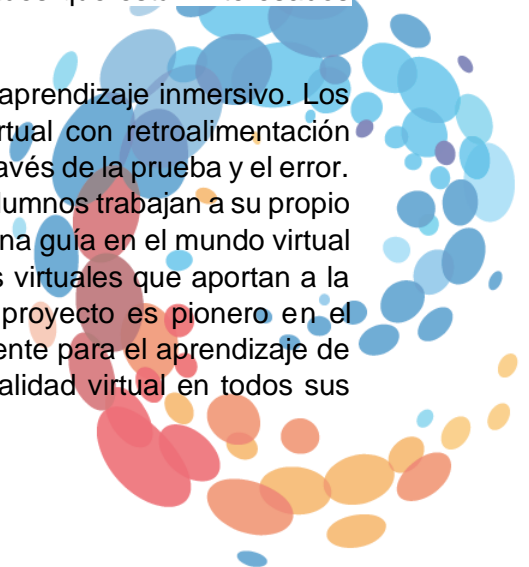 aprendizaje inmersivo. Los
con retroalimentación
avés de la prueba y el error.
lumnos trabajan a su propio
na guía en el mundo virtual
s virtuales que aportan a la
proyecto es pionero en el
ente para el aprendizaje de
alidad virtual en todos sus